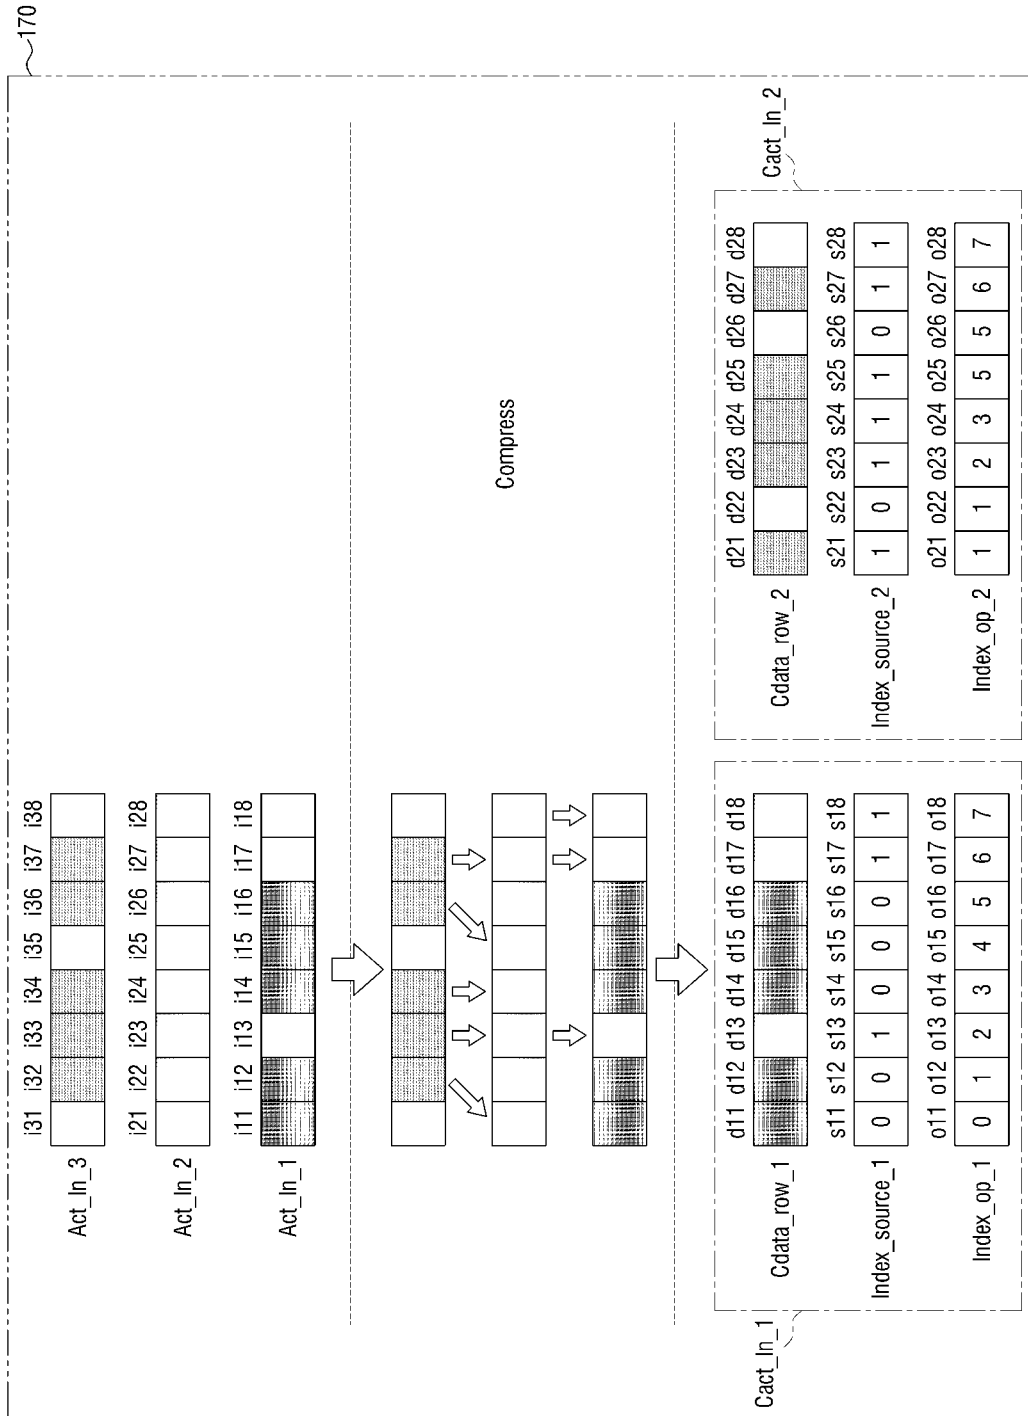 170
i31 i32 i33 i34 i35 i36 i37 i38
Act_In_3
i21 i22 i23 i24 i25 i26 i27 i28
Act_In_2
i11 i12 i13 i14 i15 i16 i17 i18
Act_In_1
Compress
Cact_In_1
d11 d12 d13 d14 d15 d16 d17 d18
Cdata_row_1
s11 s12 s13 s14 s15 s16 s17 s18
Index_source_1 0 0 1 0 0 0 1 1
o11 o12 o13 o14 o15 o16 o17 o18
Index_op_1 0 1 2 3 4 5 6 7
Cact_In_2
d21 d22 d23 d24 d25 d26 d27 d28
Cdata_row_2
s21 s22 s23 s24 s25 s26 s27 s28
Index_source_2 1 0 1 1 1 0 1 1
o21 o22 o23 o24 o25 o26 o27 o28
Index_op_2 1 1 2 3 5 5 6 7